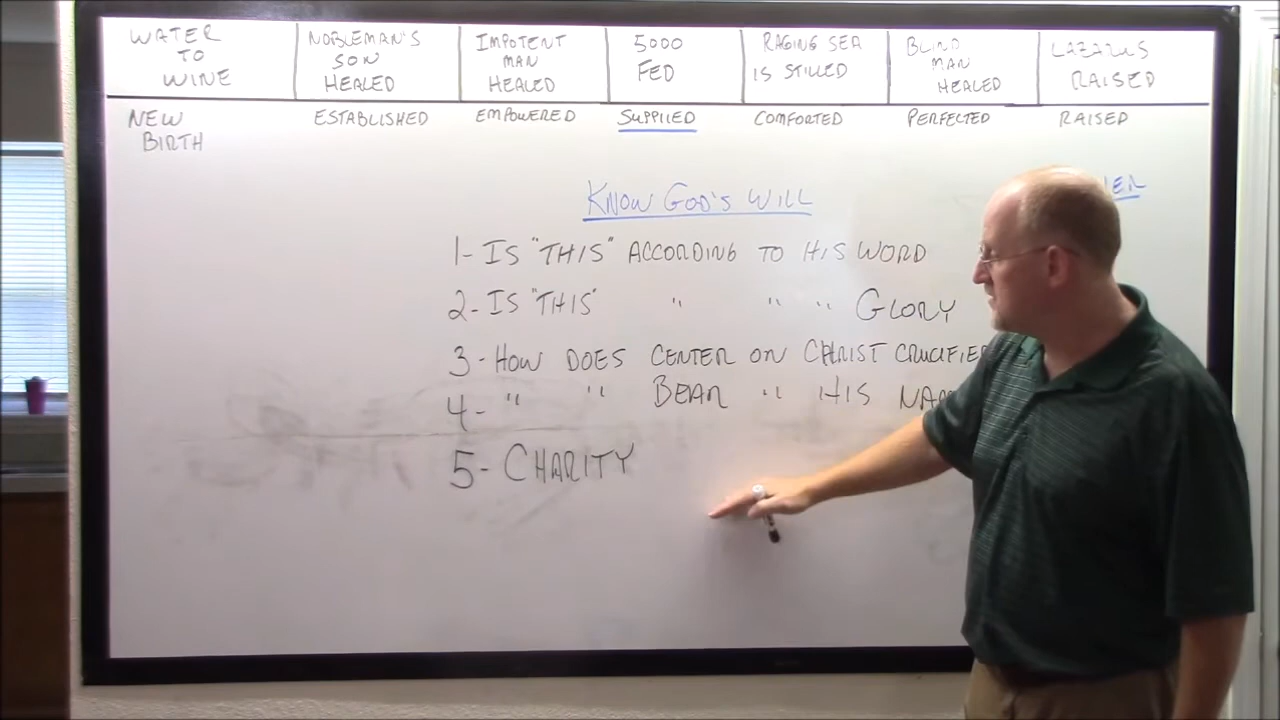 WATER
TO
WINE
NOBLEMAN'S
SON
HEALED
IMPOTENT
MAN
HEALED
5000
FED
RAGING SEA
IS STILLED
BLIND
MAN
HEALED
LAZARUS
RAISED
NEW
BIRTH
ESTABLISHED
EMPOWERED
SUPPLIED
COMFORTED
PERFECTED
RAISED
KNOW GOD'S WILL
1- IS "THIS" ACCORDING TO HIS WORD
2- IS "THIS" " " " GLORY
3- HOW DOES CENTER ON CHRIST CRUCIFIE
4- " " BEAR " HIS
5- CHARITY